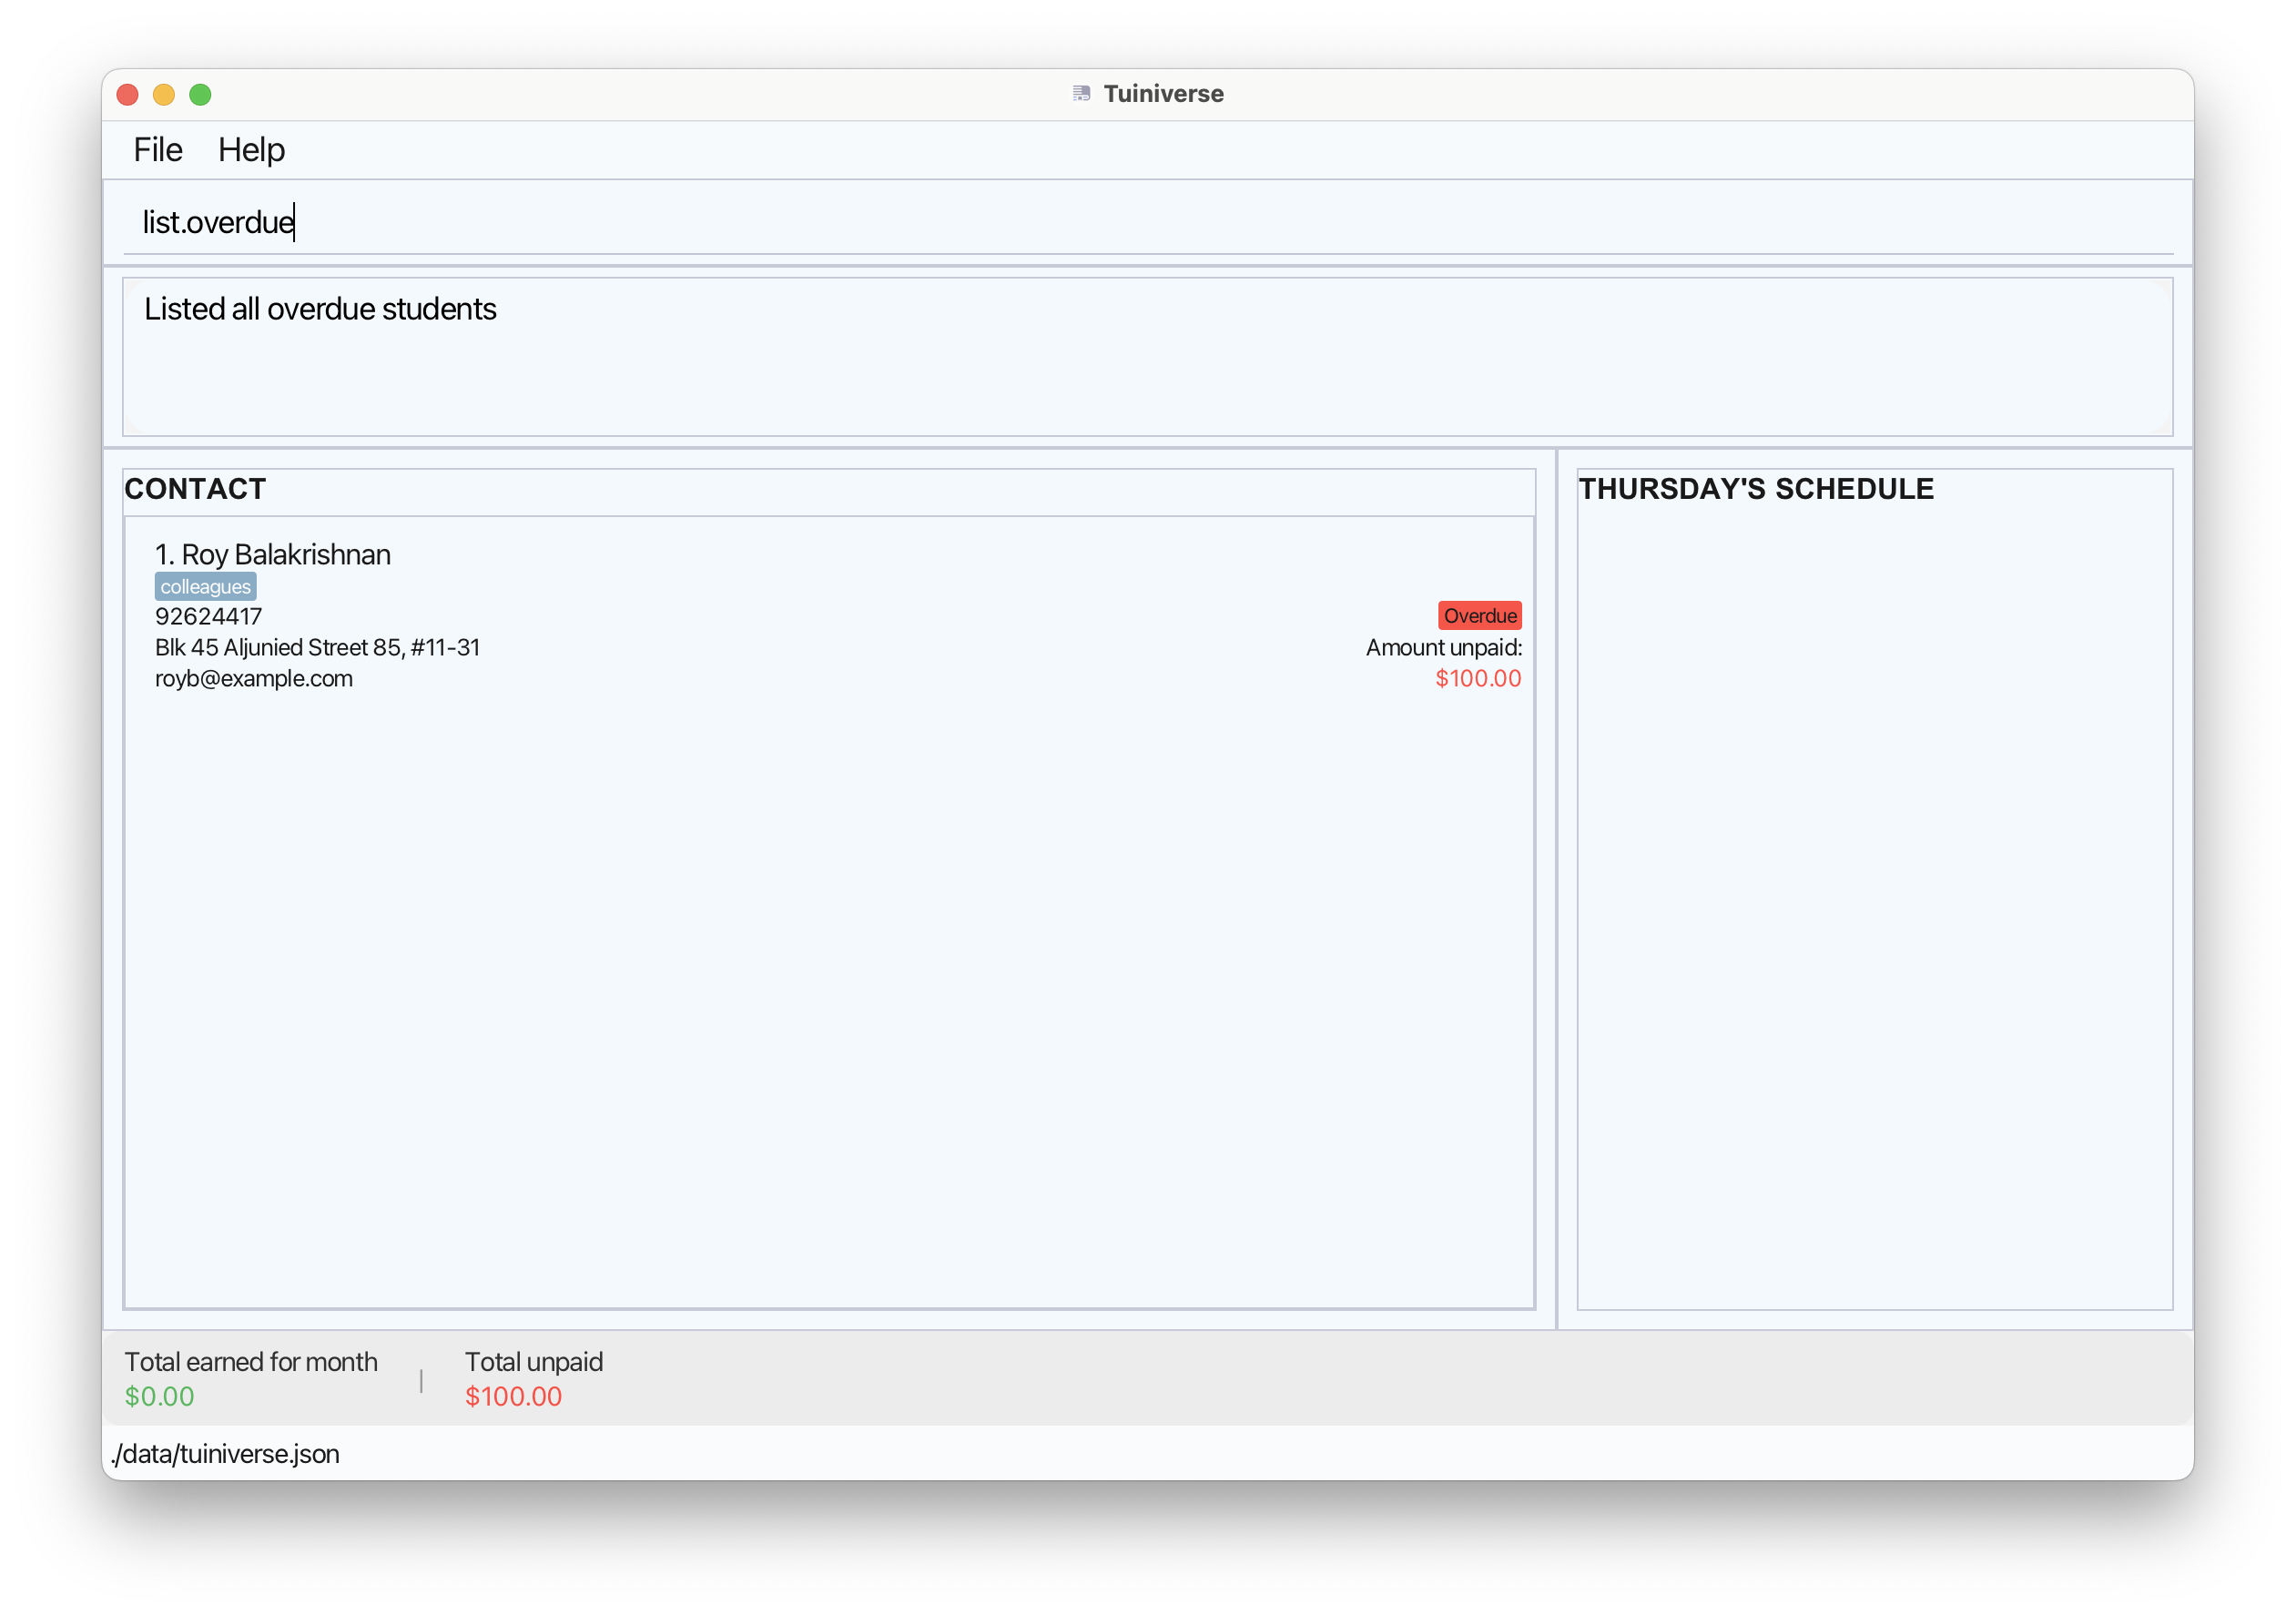 Tuiniverse
File Help
list.overdue
Listed all overdue students
CONTACT
1. Roy Balakrishnan
colleagues
92624417
Overdue
Blk 45 Aljunied Street 85, #11-31
Amount unpaid:
royb@example.com
$100.00
THURSDAY'S SCHEDULE
Total earned for month | Total unpaid
$0.00 $100.00
./data/tuiniverse.json